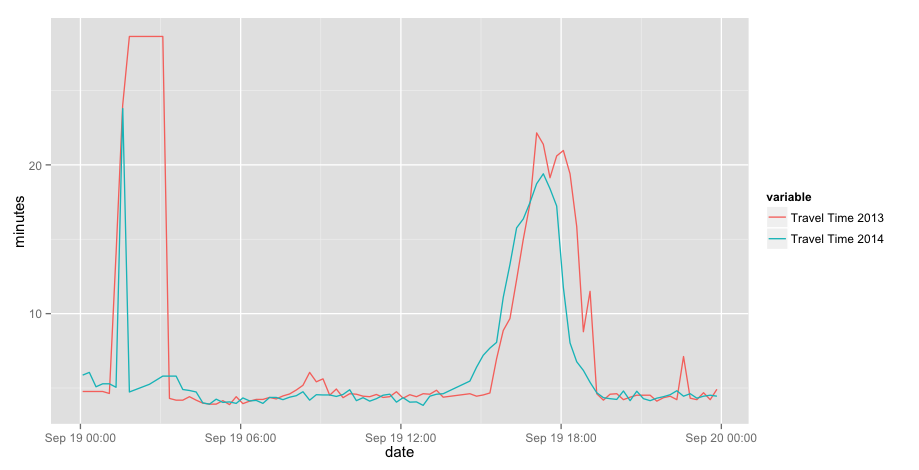 minutes
20
10
Sep 19 00:00
Sep 19 06:00
Sep 19 12:00
Sep 19 18:00
Sep 20 00:00
date
variable
Travel Time 2013
Travel Time 2014